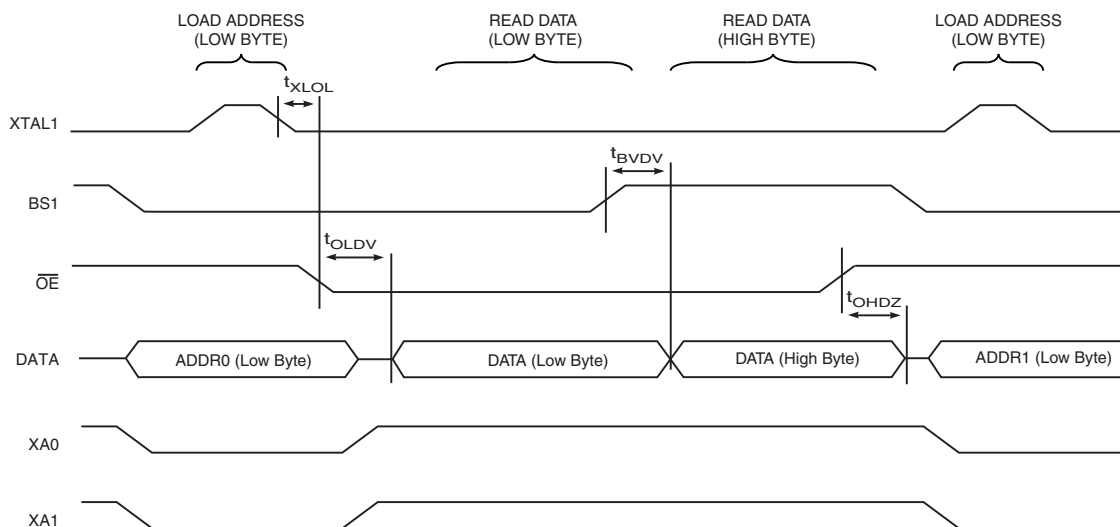 LOAD ADDRESS
(LOW BYTE)
READ DATA
(LOW BYTE)
READ DATA
(HIGH BYTE)
LOAD ADDRESS
(LOW BYTE)
tXLOL
XTAL1
tBVDV
BS1
tOLDV
OE
tOHDZ
DATA
ADDR0 (Low Byte)
DATA (Low Byte)
DATA (High Byte)
ADDR1 (Low Byte)
XA0
XA1